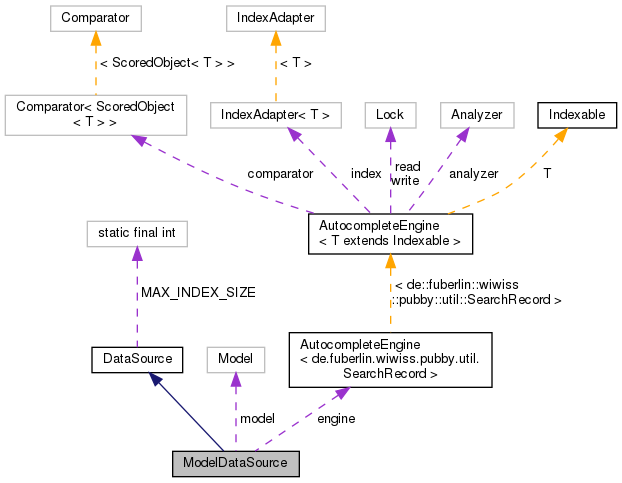 Comparator
IndexAdapter
< ScoredObject< T > >
< T >
Comparator< ScoredObject
< T > >
IndexAdapter< T >
Lock
Analyzer
Indexable
comparator
index
read
write
analyzer
T
static final int
AutocompleteEngine
< T extends Indexable >
MAX_INDEX_SIZE
< de::fuberlin::wiwiss
::pubby::util::SearchRecord >
DataSource
Model
AutocompleteEngine
< de.fuberlin.wiwiss.pubby.util.
SearchRecord >
model
engine
ModelDataSource